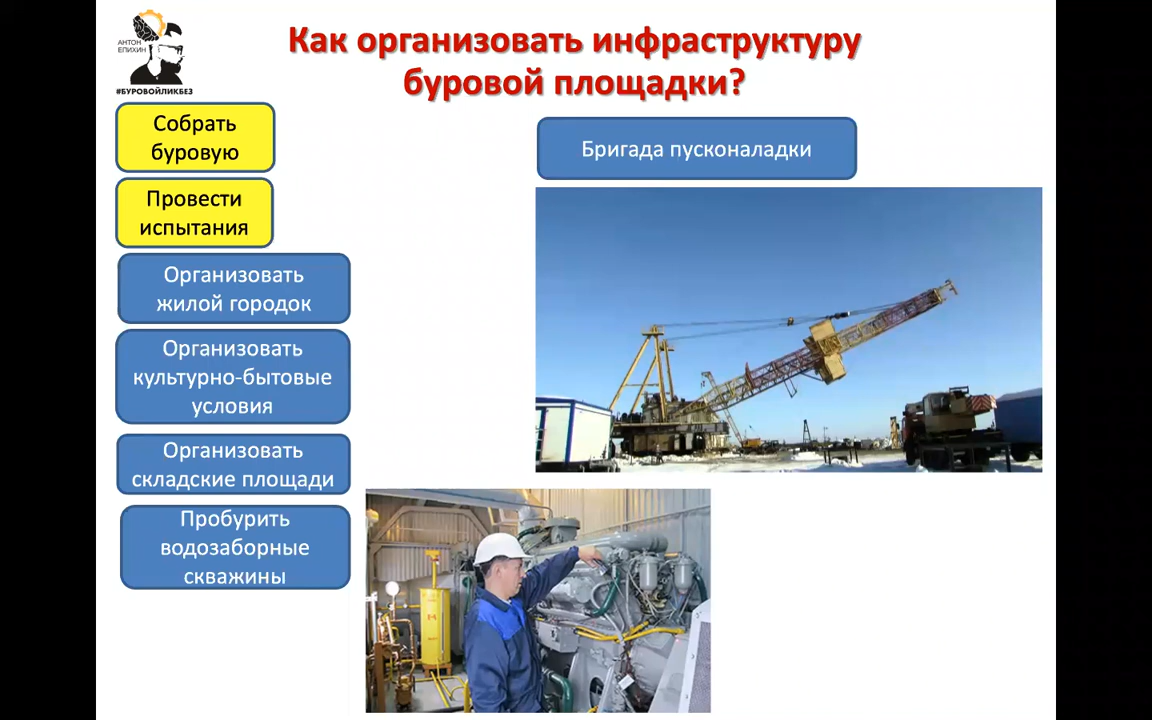 АНТОН
ЕПИХИН
#БУРОВОЙЛИКБЕЗ
Как организовать инфраструктуру
буровой площадки?
Собрать
буровую
Провести
испытания
Организовать
жилой городок
Организовать
культурно-бытовые
условия
Организовать
складские площади
Пробурить
водозаборные
скважины
Бригада пусконаладки